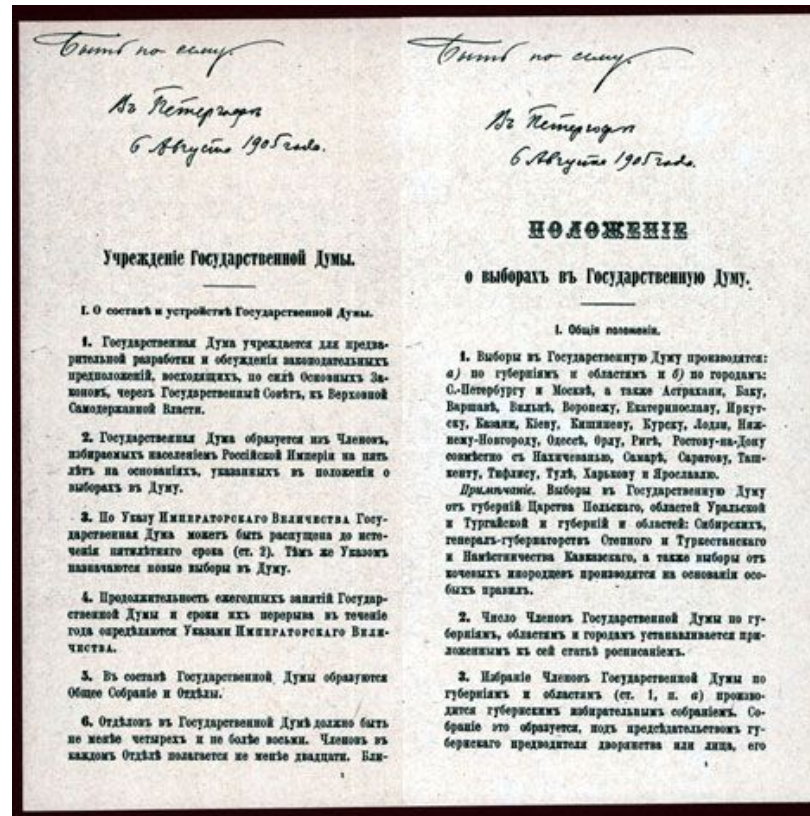 Быть по сему.
Въ Петергофѣ
6 Августа 1905 года.
Учрежденіе Государственной Думы.
I. О составѣ и устройствѣ Государственной Думы.
1. Государственная Дума учреждается для предва-
рительной разработки и обсужденія законодательныхъ
предположеній, восходящихъ, по силѣ Основныхъ За-
коновъ, черезъ Государственный Совѣтъ, къ Верховной
Самодержавной Власти.
2. Государственная Дума образуется изъ Членовъ,
избираемыхъ населеніемъ Россійской Имперіи на пять
лѣтъ на основаніяхъ, указанныхъ въ положеніи о
выборахъ въ Думу.
3. По Указу ИМПЕРАТОРСКАГО ВЕЛИЧЕСТВА Госу-
дарственная Дума можетъ быть распущена до исте-
ченія пятилѣтняго срока (ст. 2). Тѣмъ же Указомъ
назначаются новые выборы въ Думу.
4. Продолжительность ежегодныхъ занятій Государ-
ственной Думы и сроки ихъ перерыва въ теченіе
года опредѣляются Указами ИМПЕРАТОРСКАГО ВЕЛИ-
ЧЕСТВА.
5. Въ составѣ Государственной Думы образуются
Общее Собраніе и Отдѣлы.
6. Отдѣловъ въ Государственной Думѣ должно быть
не менѣе четырехъ и не болѣе восьми. Членовъ въ
каждомъ Отдѣлѣ полагается не менѣе двадцати. Бли-
Быть по сему.
Въ Петергофѣ
6 Августа 1905 года.
ПОЛОЖЕНІЕ
о выборахъ въ Государственную Думу.
I. Общія положенія.
1. Выборы въ Государственную Думу производятся:
а) по губерніямъ и областямъ и б) по городамъ:
С.-Петербургу и Москвѣ, а также Астрахани, Баку,
Варшавѣ, Вильнѣ, Воронежу, Екатеринославу, Иркут-
ску, Казани, Кіеву, Кишиневу, Курску, Лодзи, Ниж-
нему-Новгороду, Одессѣ, Орлу, Ригѣ, Ростову-на-Дону
совмѣстно съ Нахичеванью, Самарѣ, Саратову, Таш-
кенту, Тифлису, Тулѣ, Харькову и Ярославлю.
Примѣчаніе. Выборы въ Государственную Думу
отъ губерній Царства Польскаго, областей Уральской
и Тургайской и губерній и областей: Сибирскихъ,
генералъ-губернаторствъ Степного и Туркестанскаго
и Намѣстничества Кавказскаго, а также выборы отъ
кочевыхъ инородцевъ производятся на основаніи осо-
быхъ правилъ.
2. Число Членовъ Государственной Думы по гу-
берніямъ, областямъ и городамъ устанавливается при-
ложеннымъ къ сей статьѣ росписаніемъ.
3. Избраніе Членовъ Государственной Думы по
губерніямъ и областямъ (ст. 1, п. а) произво-
дится губернскимъ избирательнымъ собраніемъ. Со-
браніе это образуется, подъ предсѣдательствомъ гу-
бернскаго предводителя дворянства или лица, его